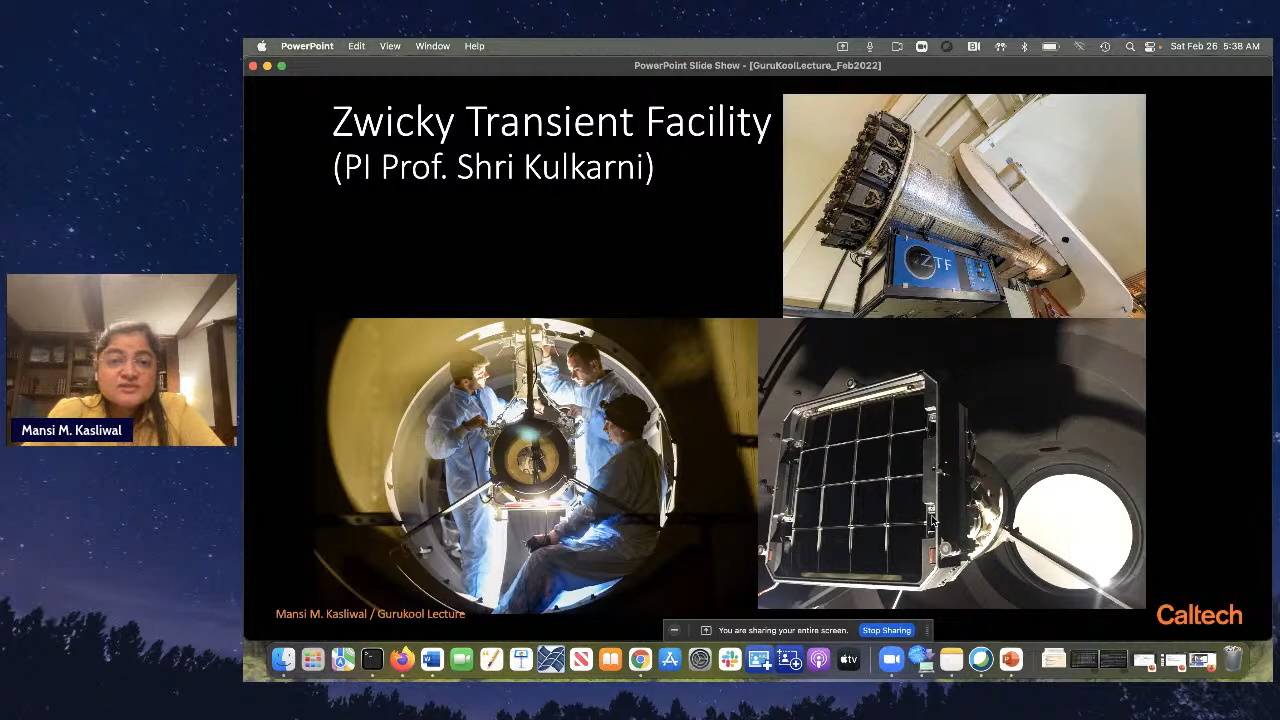 PowerPoint Edit View Window Help
Sat Feb 26 5:38 AM
PowerPoint Slide Show - [GuruKoolLecture_Feb2022]
Zwicky Transient Facility
(PI Prof. Shri Kulkarni)
ZTF
Mansi M. Kasliwal
Mansi M. Kasliwal / Gurukool Lecture
Caltech
You are sharing your entire screen. Stop Sharing
tv